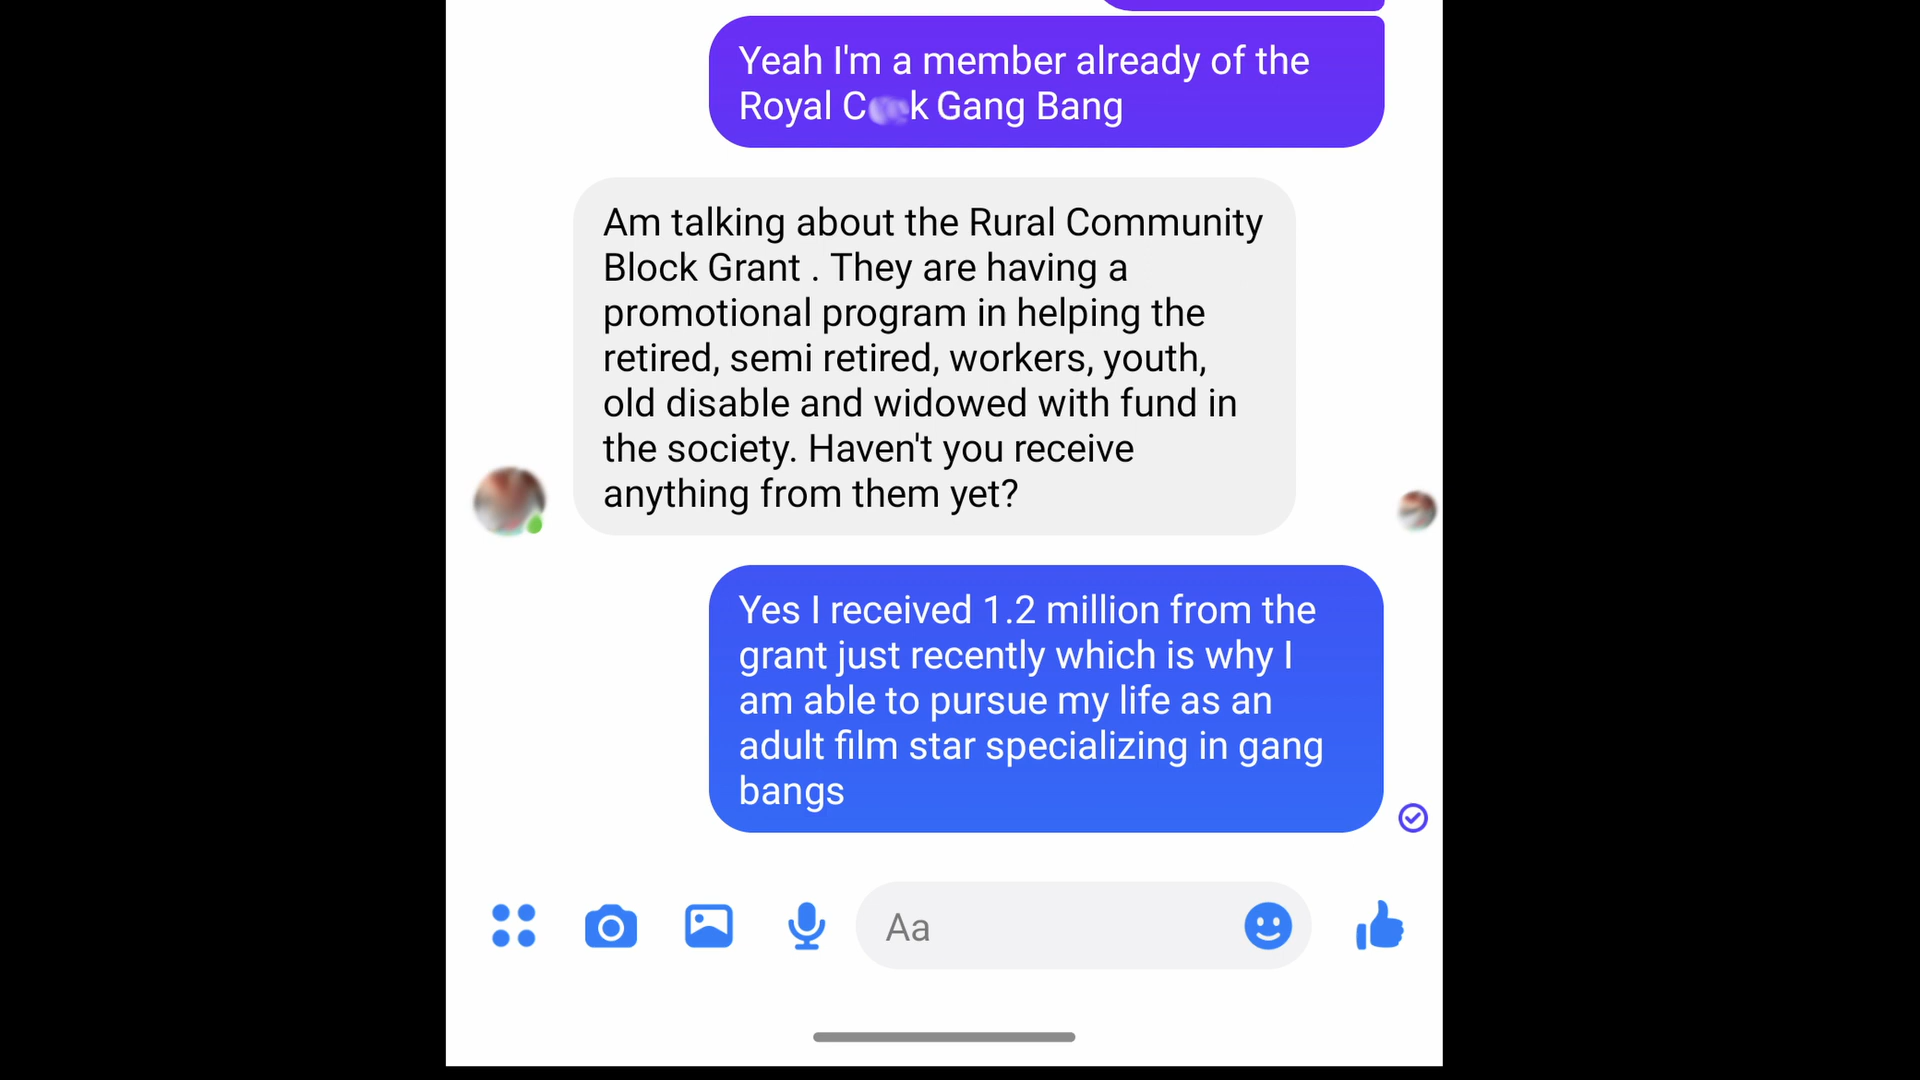 Yeah I'm a member already of the
Royal C k Gang Bang
Am talking about the Rural Community
Block Grant . They are having a
promotional program in helping the
retired, semi retired, workers, youth,
old disable and widowed with fund in
the society. Haven't you receive
anything from them yet?
Yes I received 1.2 million from the
grant just recently which is why I
am able to pursue my life as an
adult film star specializing in gang
bangs
Aa